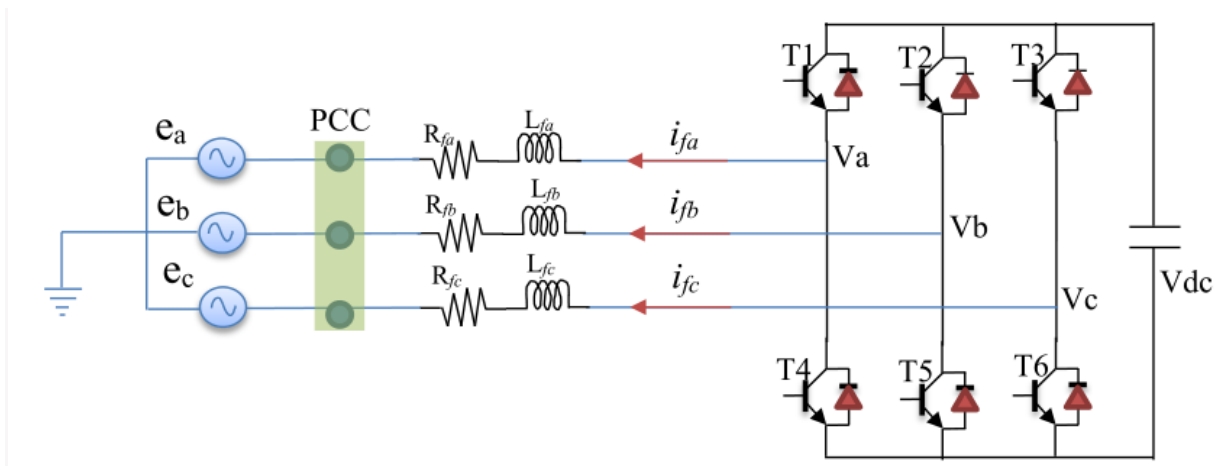 T1
T2
T3
PCC
ea
Rfa
Lfa
ifa
Va
eb
Rfb
Lfb
ifb
Vb
ec
Rfc
Lfc
ifc
Vc
Vdc
T4
T5
T6